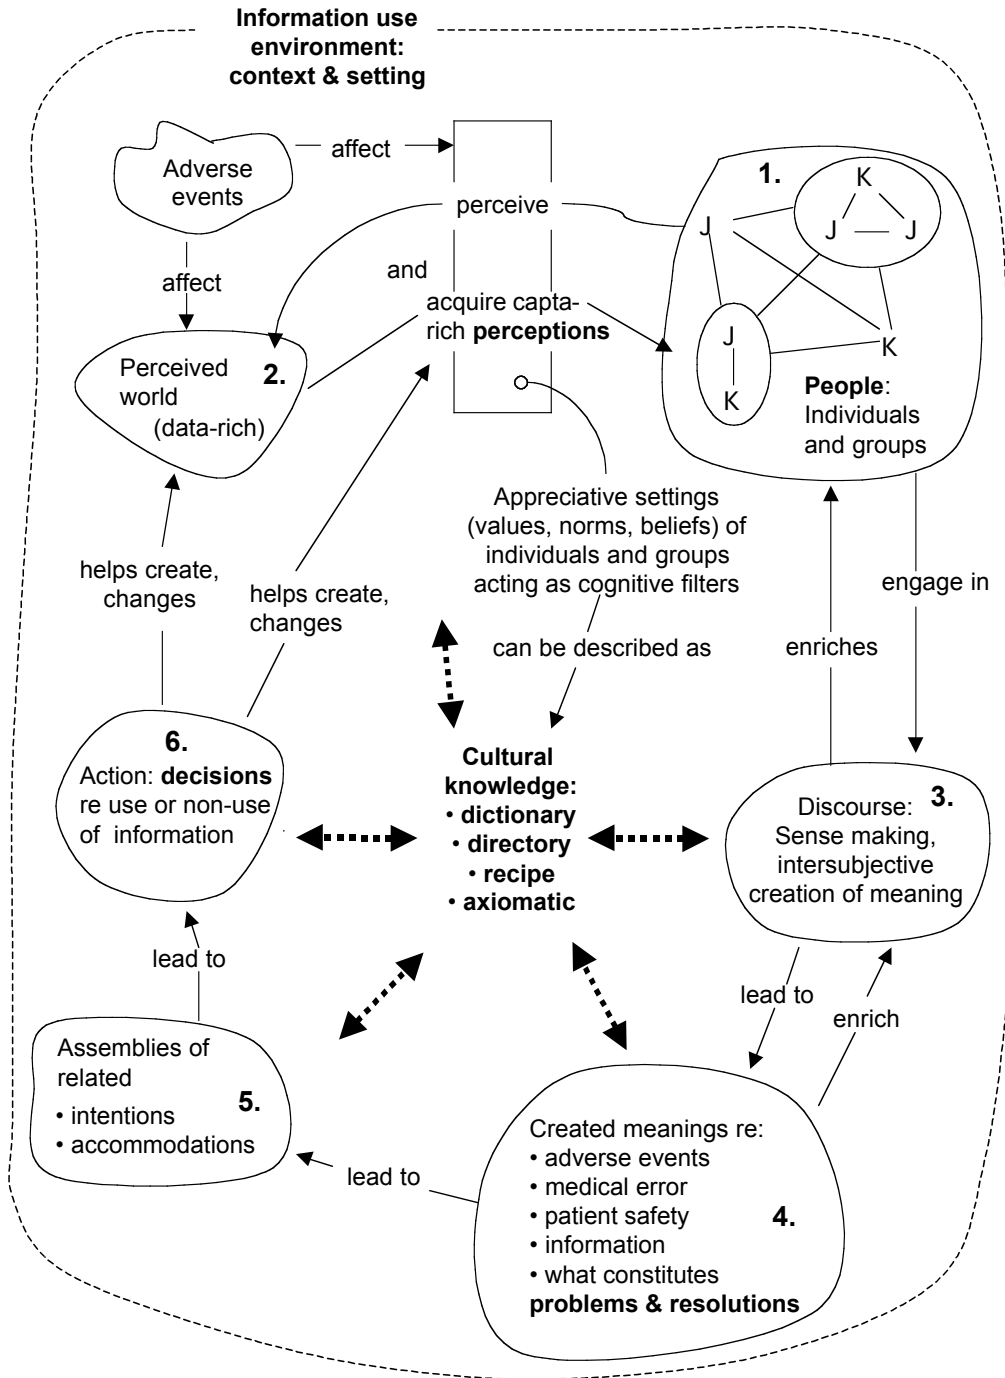 Information use
environment:
context & setting
Adverse
events
affect
affect
perceive
and
acquire capta-
rich perceptions
1.
K
J
J
J
J
K
K
People:
Individuals
and groups
2.
Perceived
world
(data-rich)
Appreciative settings
(values, norms, beliefs) of
individuals and groups
acting as cognitive filters
can be described as
helps create,
changes
helps create,
changes
enriches
engage in
6.
Action: decisions
re use or non-use
of information
Cultural
knowledge:
• dictionary
• directory
• recipe
• axiomatic
3.
Discourse:
Sense making,
intersubjective
creation of meaning
lead to
lead to
enrich
Assemblies of
related
• intentions
• accommodations
5.
lead to
Created meanings re:
• adverse events
• medical error
• patient safety
• information
• what constitutes
problems & resolutions
4.